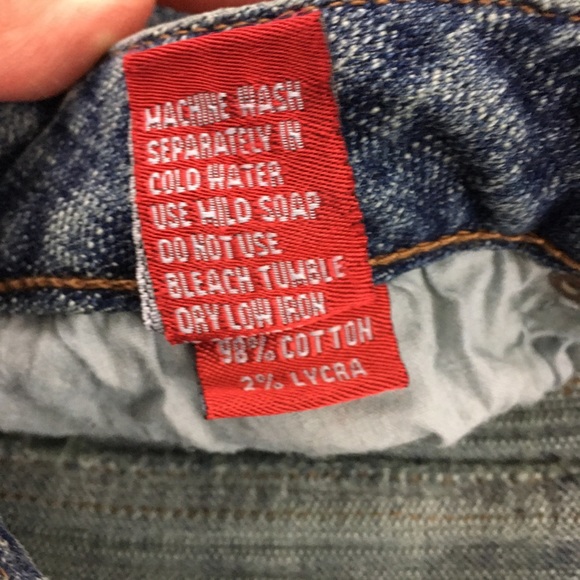 MACHINE WASH
SEPARATELY IN
COLD WATER
USE MILD SOAP
DO NOT USE
BLEACH TUMBLE
DRY LOW IRON
98% COTTON
2% LYCRA